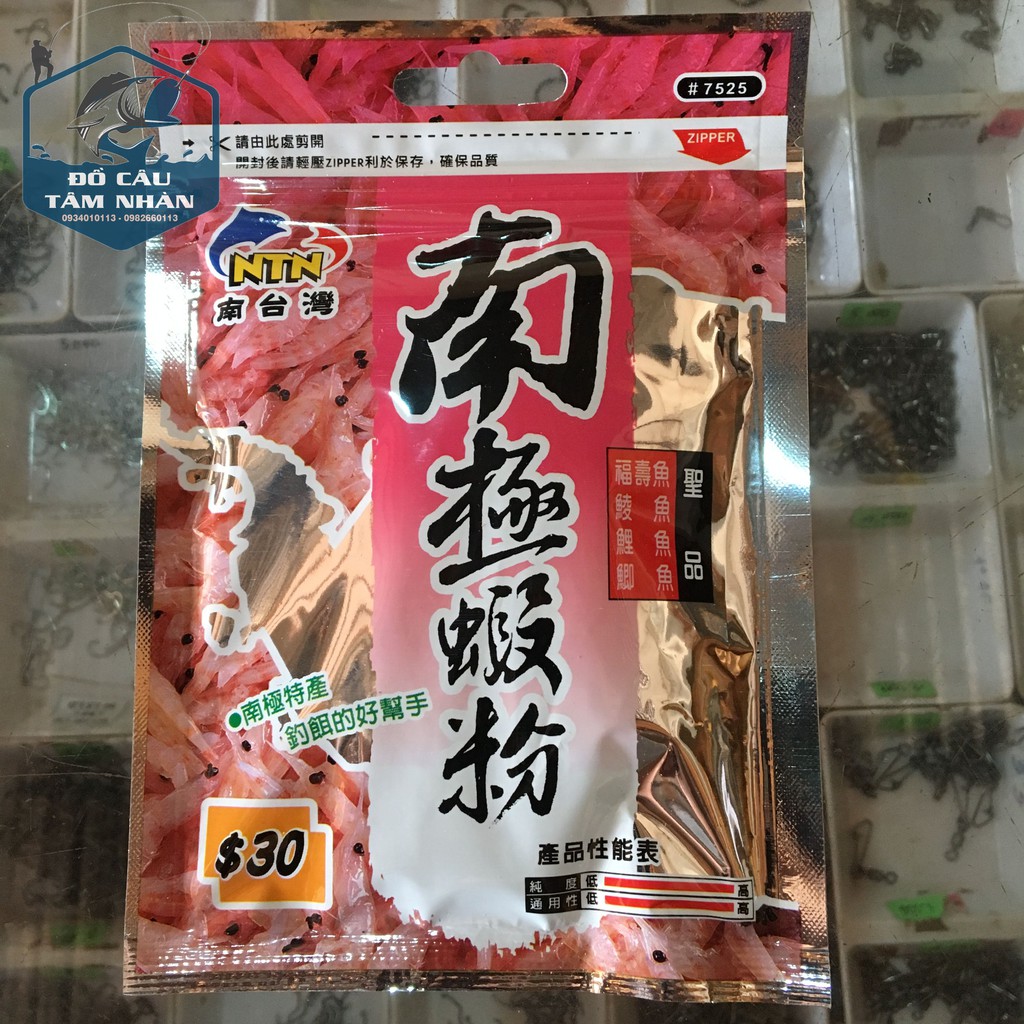 #7525
請由此處剪開
開封後請輕壓ZIPPER利於保存，確保品質
ZIPPER
ĐỒ CÂU
TÂM NHÀN
0934010113 - 0982660113
NTN
南台灣
南極蝦粉
聖品
福壽魚
鯪魚
鯉魚
鯽魚
●南極特產
釣餌的好幫手
$30
產品性能表
純度 低 高
通用性 低 高